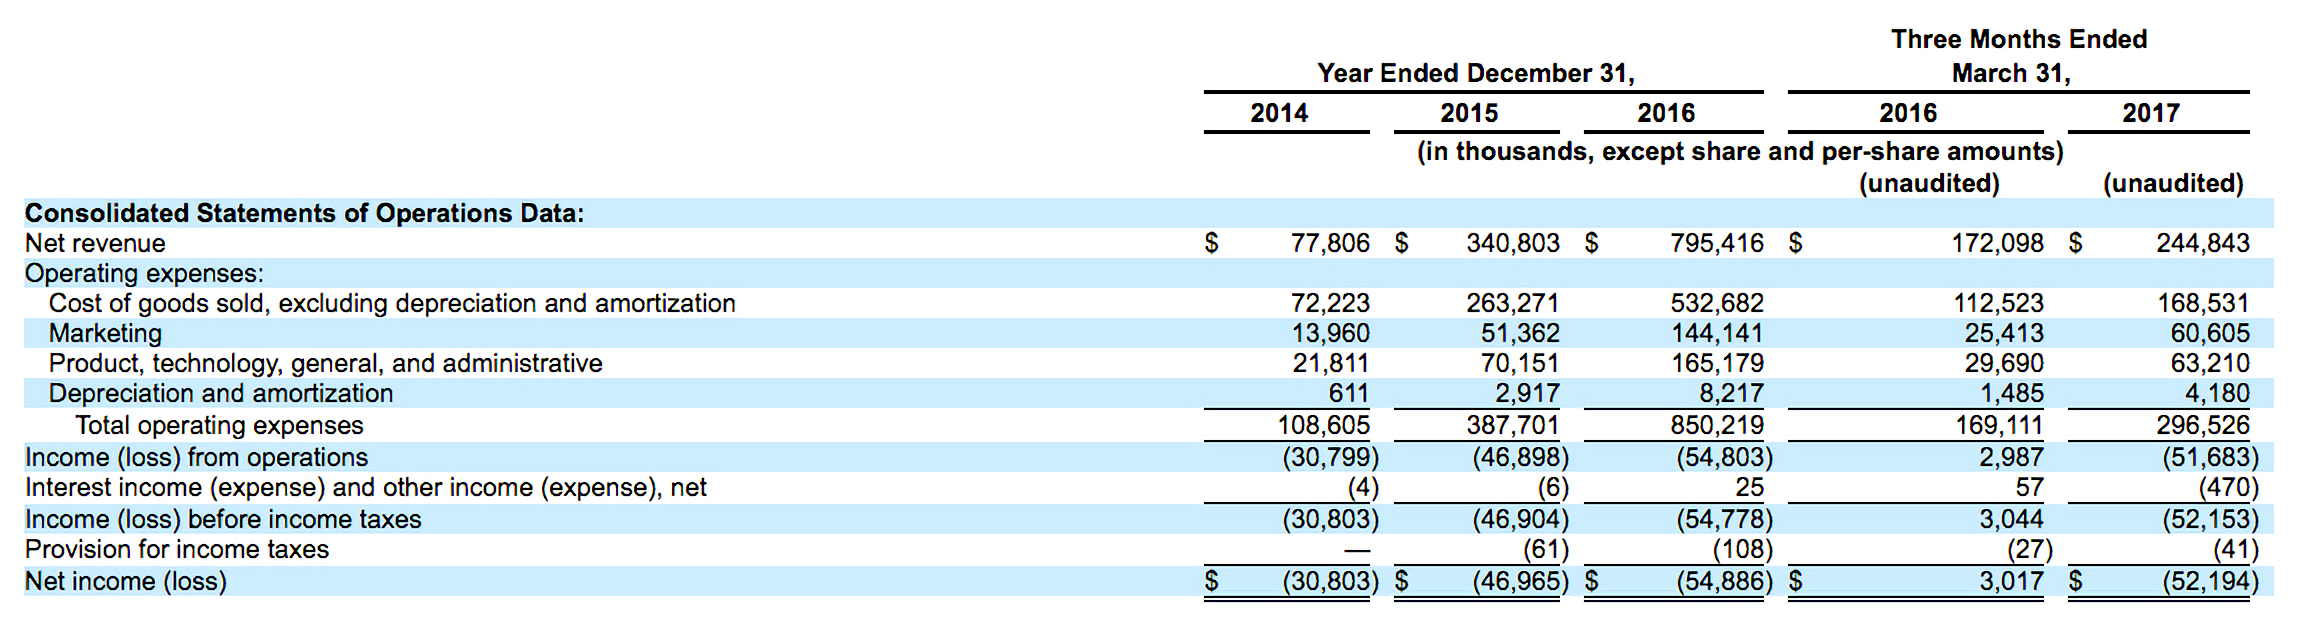 Three Months Ended
Year Ended December 31, March 31,
2014 2015 2016 2016 2017
(in thousands, except share and per-share amounts)
(unaudited) (unaudited)
Consolidated Statements of Operations Data:
Net revenue $ 77,806 $ 340,803 $ 795,416 $ 172,098 $ 244,843
Operating expenses:
Cost of goods sold, excluding depreciation and amortization 72,223 263,271 532,682 112,523 168,531
Marketing 13,960 51,362 144,141 25,413 60,605
Product, technology, general, and administrative 21,811 70,151 165,179 29,690 63,210
Depreciation and amortization 611 2,917 8,217 1,485 4,180
Total operating expenses 108,605 387,701 850,219 169,111 296,526
Income (loss) from operations (30,799) (46,898) (54,803) 2,987 (51,683)
Interest income (expense) and other income (expense), net (4) (6) 25 57 (470)
Income (loss) before income taxes (30,803) (46,904) (54,778) 3,044 (52,153)
Provision for income taxes — (61) (108) (27) (41)
Net income (loss) $ (30,803) $ (46,965) $ (54,886) $ 3,017 $ (52,194)